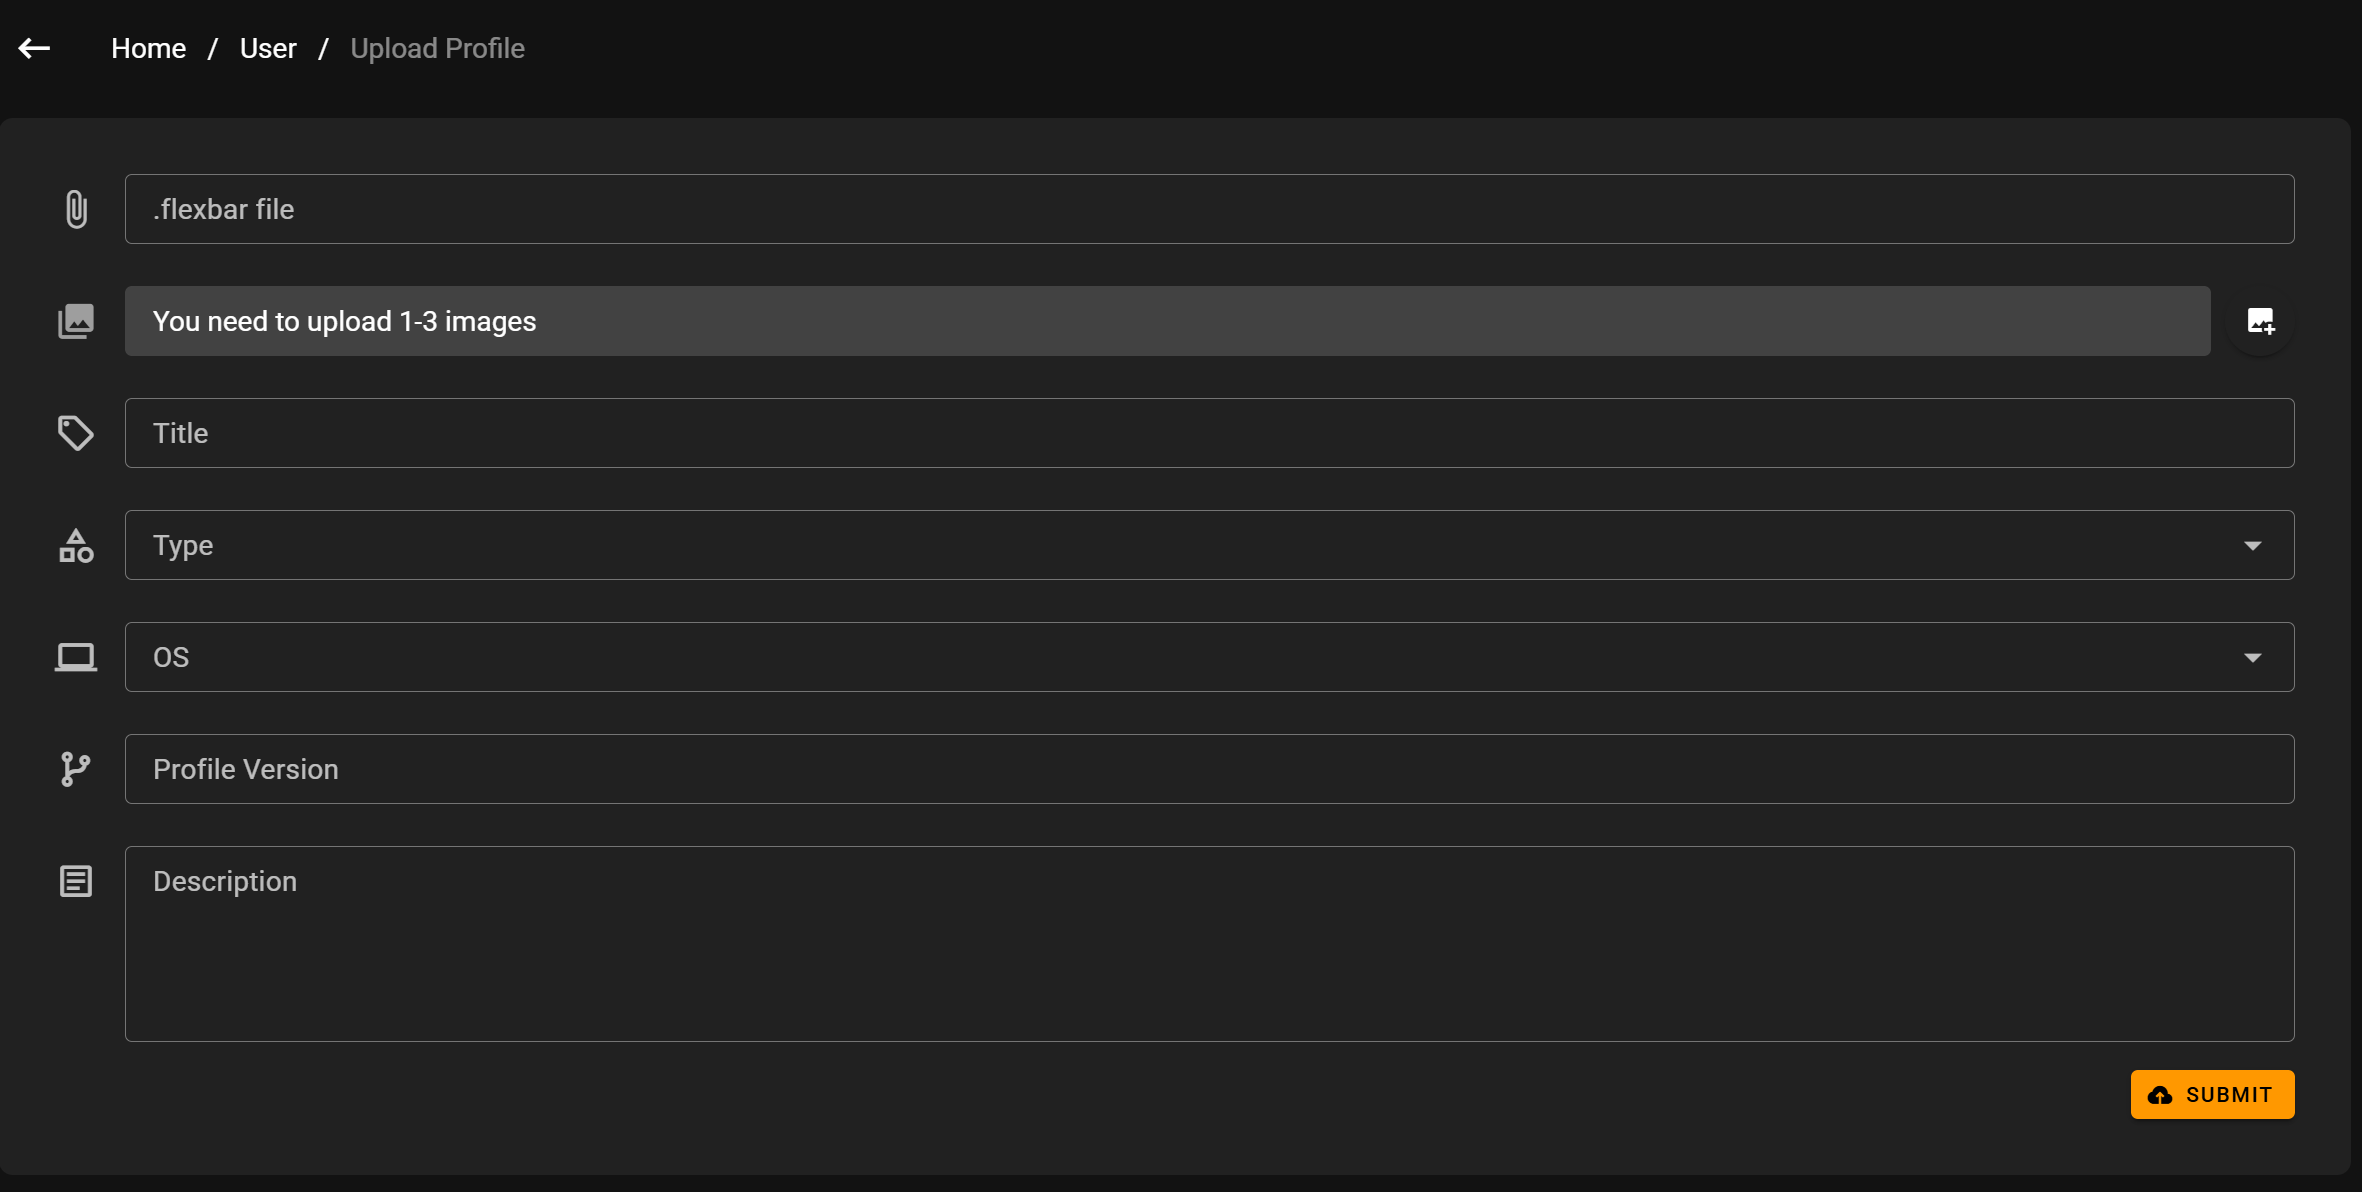 Home / User / Upload Profile
.flexbar file
You need to upload 1-3 images
Title
Type
OS
Profile Version
Description
SUBMIT